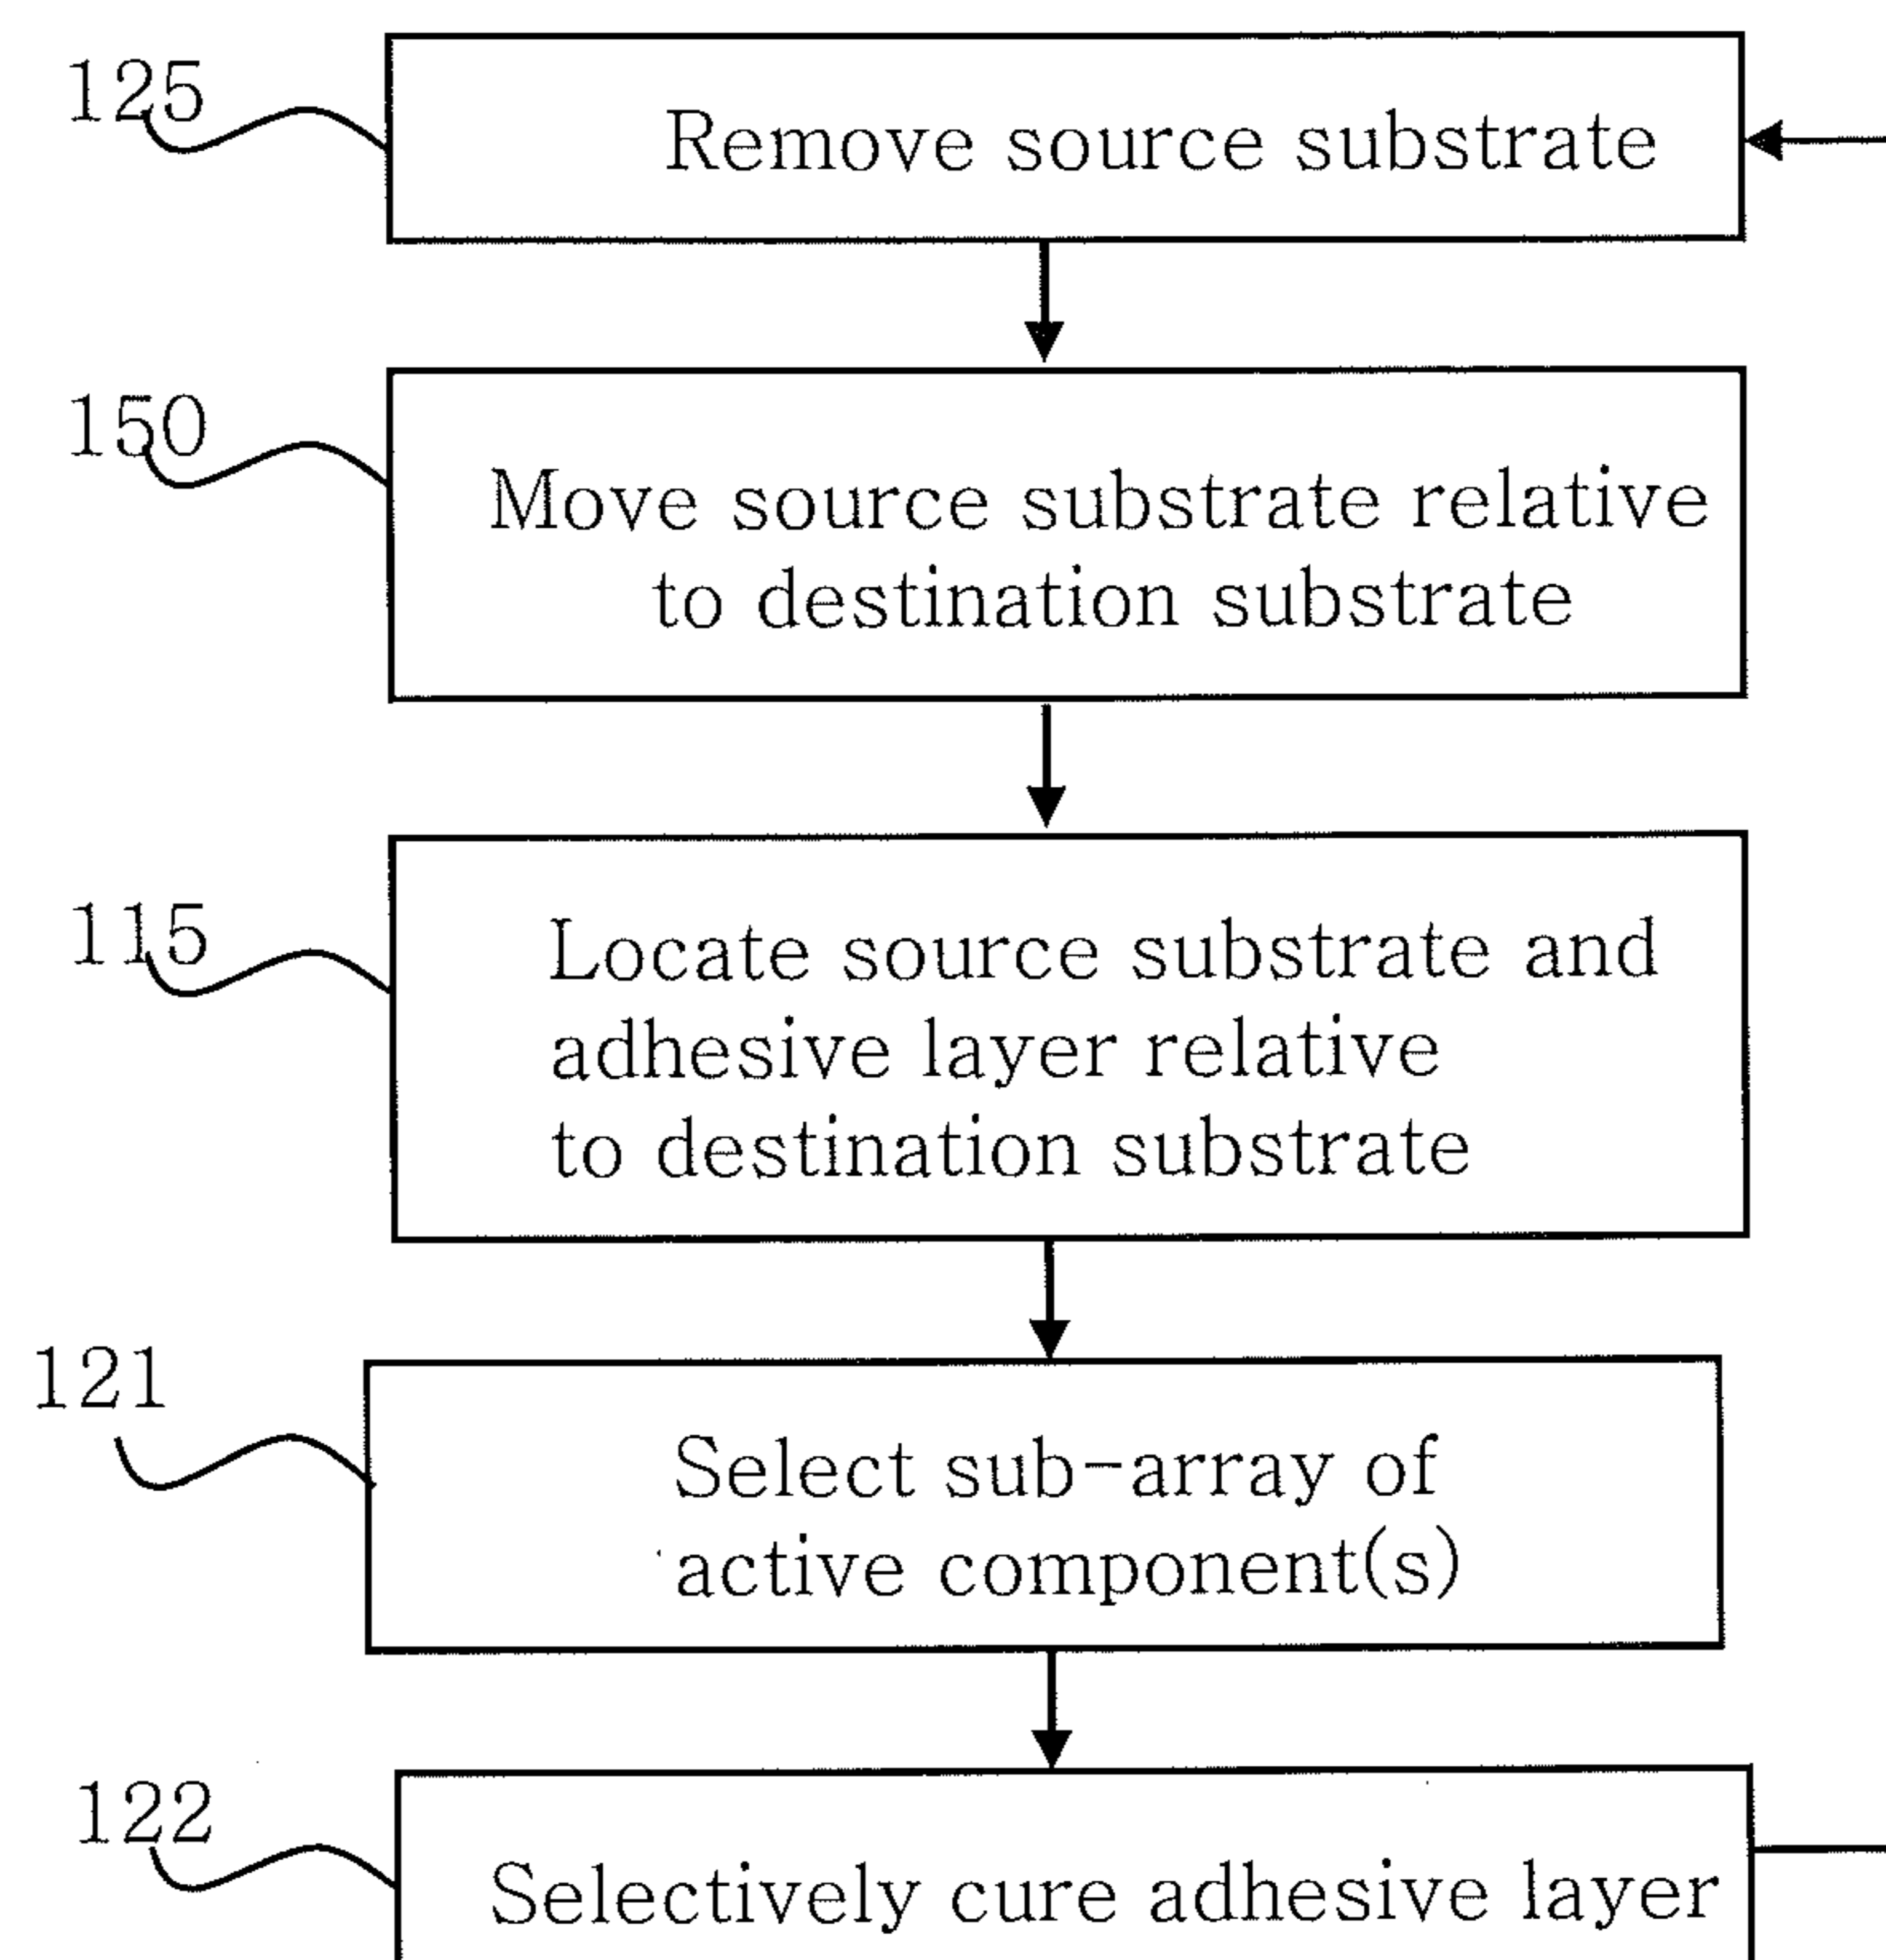 125
Remove source substrate
150
Move source substrate relative
to destination substrate
115
Locate source substrate and
adhesive layer relative
to destination substrate
121
Select sub-array of
active component(s)
122
Selectively cure adhesive layer